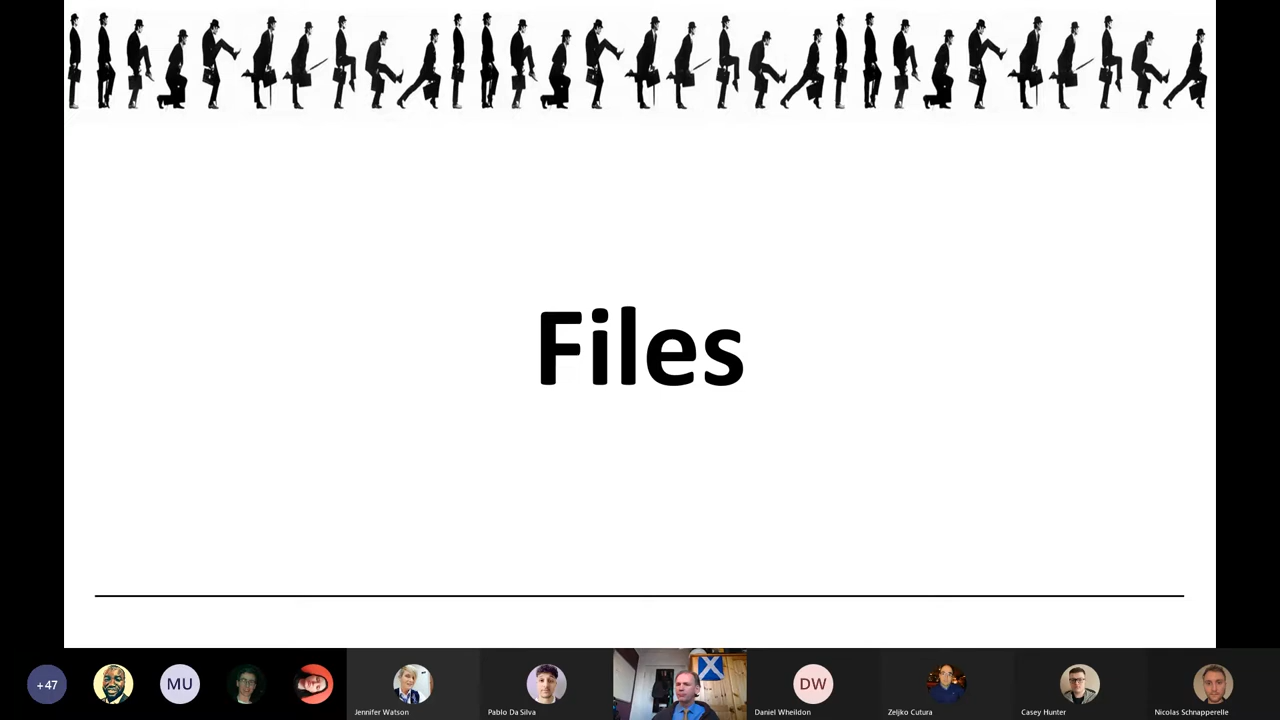 Files
+47
MU
Jennifer Watson
Pablo Da Silva
DW
Daniel Wheildon
Zeljko Cutura
Casey Hunter
Nicolas Schnapperelle